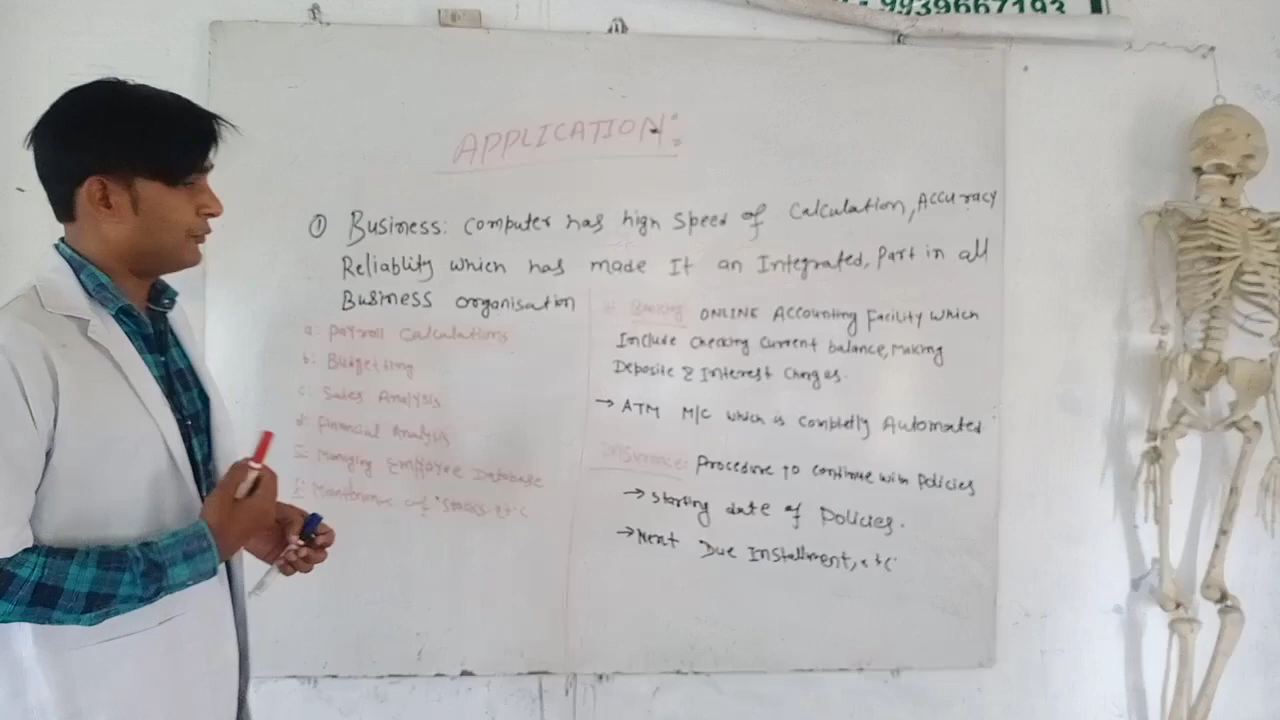 9939667193
APPLICATION:
① Business: Computer has high Speed of Calculation, Accuracy
Reliablity which has made It an Integrated, Part in all
Business organisation
a: Payroll Calculations
b: Budgetting
c: Sales Analysis
d: Financial Analysis
Managing Employee Database
of Stocks etc
Banking ONLINE Accounting Facility which
Include checking current balance, Making
Deposite & Interest Charges.
→ ATM M/C which is Combletly Automated
Insurance: Procedure to continue with Policies
→ Starting date of Policies.
→ Next Due Installment, etc